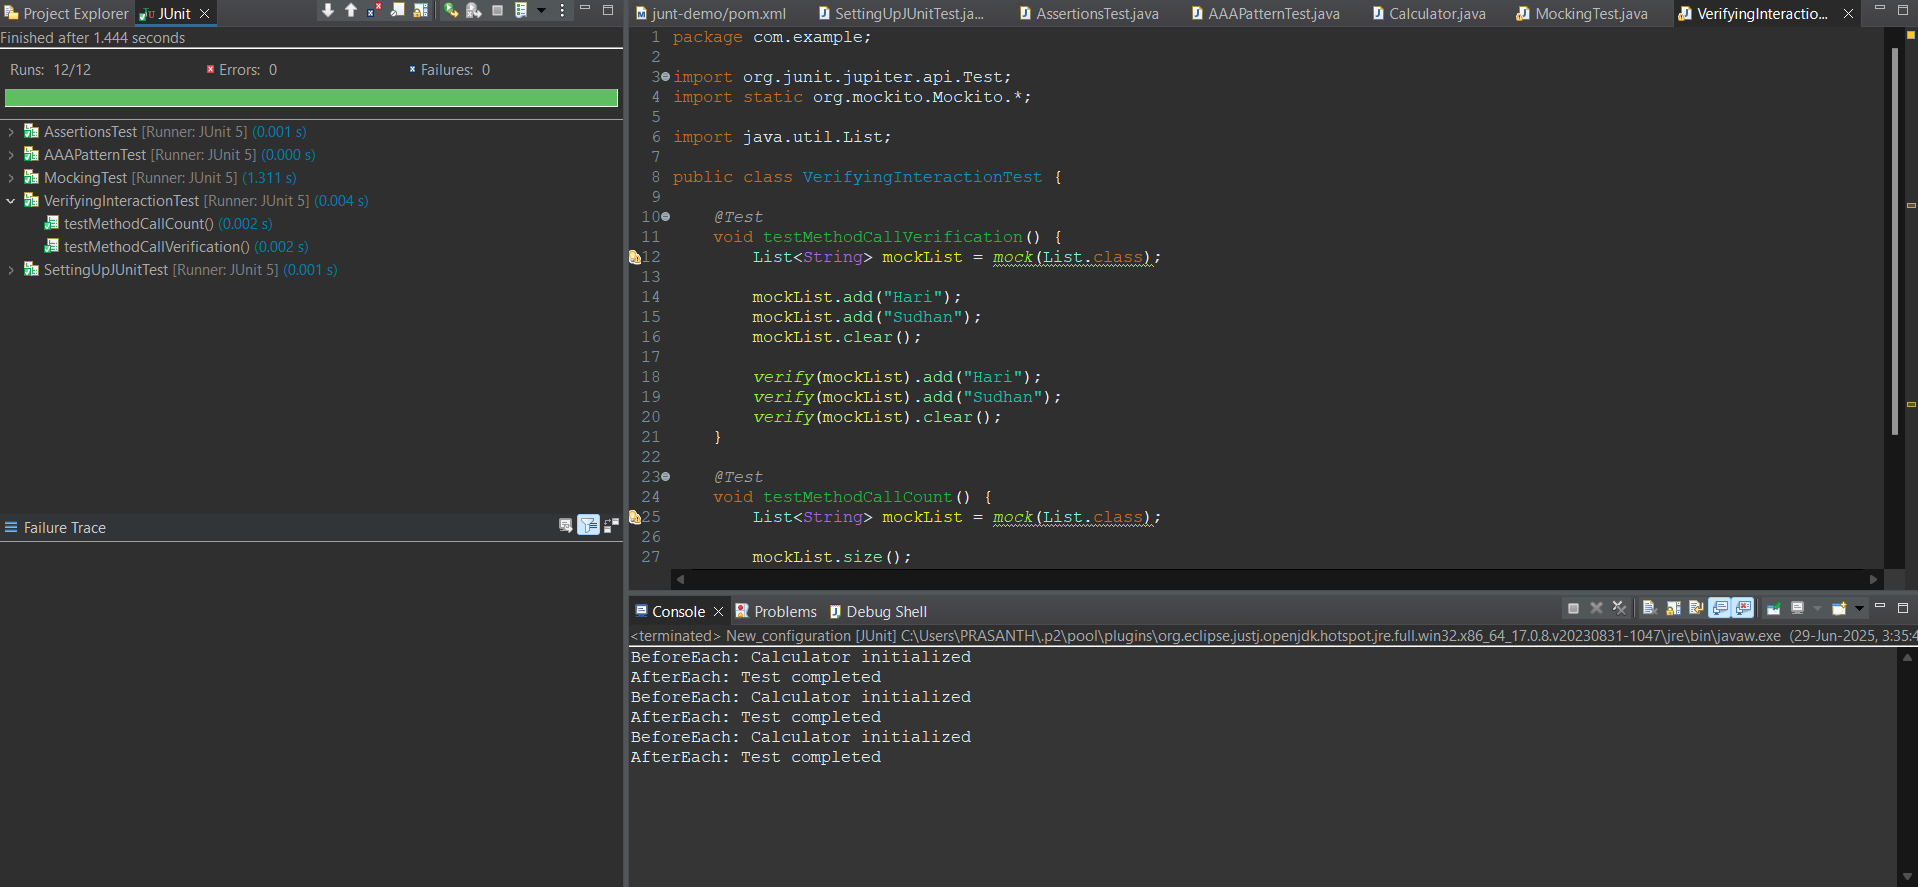 Project Explorer
JUnit
Finished after 1.444 seconds
Runs: 12/12
Errors: 0
Failures: 0
AssertionsTest [Runner: JUnit 5] (0.001 s)
AAAPatternTest [Runner: JUnit 5] (0.000 s)
MockingTest [Runner: JUnit 5] (1.311 s)
VerifyingInteractionTest [Runner: JUnit 5] (0.004 s)
testMethodCallCount() (0.002 s)
testMethodCallVerification() (0.002 s)
SettingUpJUnitTest [Runner: JUnit 5] (0.001 s)
Failure Trace
junt-demo/pom.xml
SettingUpJUnitTest.ja...
AssertionsTest.java
AAAPatternTest.java
Calculator.java
MockingTest.java
VerifyingInteractio...
1 package com.example;
2
3 import org.junit.jupiter.api.Test;
4 import static org.mockito.Mockito.*;
5
6 import java.util.List;
7
8 public class VerifyingInteractionTest {
9
10 @Test
11 void testMethodCallVerification() {
12 List<String> mockList = mock(List.class);
13
14 mockList.add("Hari");
15 mockList.add("Sudhan");
16 mockList.clear();
17
18 verify(mockList).add("Hari");
19 verify(mockList).add("Sudhan");
20 verify(mockList).clear();
21 }
22
23 @Test
24 void testMethodCallCount() {
25 List<String> mockList = mock(List.class);
26
27 mockList.size();
Console
Problems
Debug Shell
<terminated> New_configuration [JUnit] C:\Users\PRASANTH\.p2\pool\plugins\org.eclipse.justj.openjdk.hotspot.jre.full.win32.x86_64_17.0.8.v20230831-1047\jre\bin\javaw.exe (29-Jun-2025, 3:35:4
BeforeEach: Calculator initialized
AfterEach: Test completed
BeforeEach: Calculator initialized
AfterEach: Test completed
BeforeEach: Calculator initialized
AfterEach: Test completed